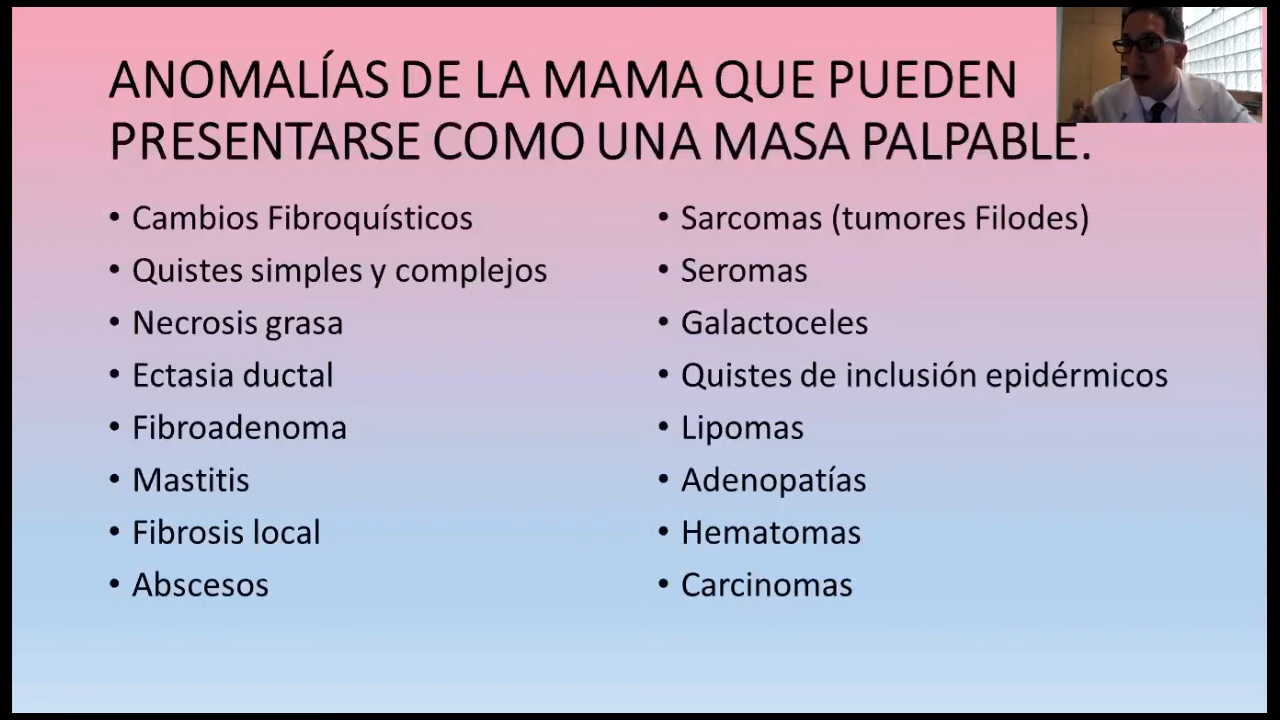 ANOMALÍAS DE LA MAMA QUE PUEDEN
PRESENTARSE COMO UNA MASA PALPABLE.
• Cambios Fibroquísticos
• Quistes simples y complejos
• Necrosis grasa
• Ectasia ductal
• Fibroadenoma
• Mastitis
• Fibrosis local
• Abscesos
• Sarcomas (tumores Filodes)
• Seromas
• Galactoceles
• Quistes de inclusión epidérmicos
• Lipomas
• Adenopatías
• Hematomas
• Carcinomas